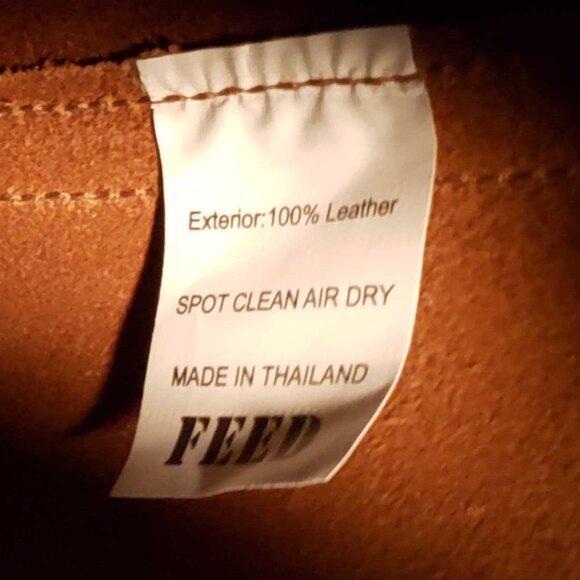 Exterior:100% Leather
SPOT CLEAN AIR DRY
MADE IN THAILAND
FEED